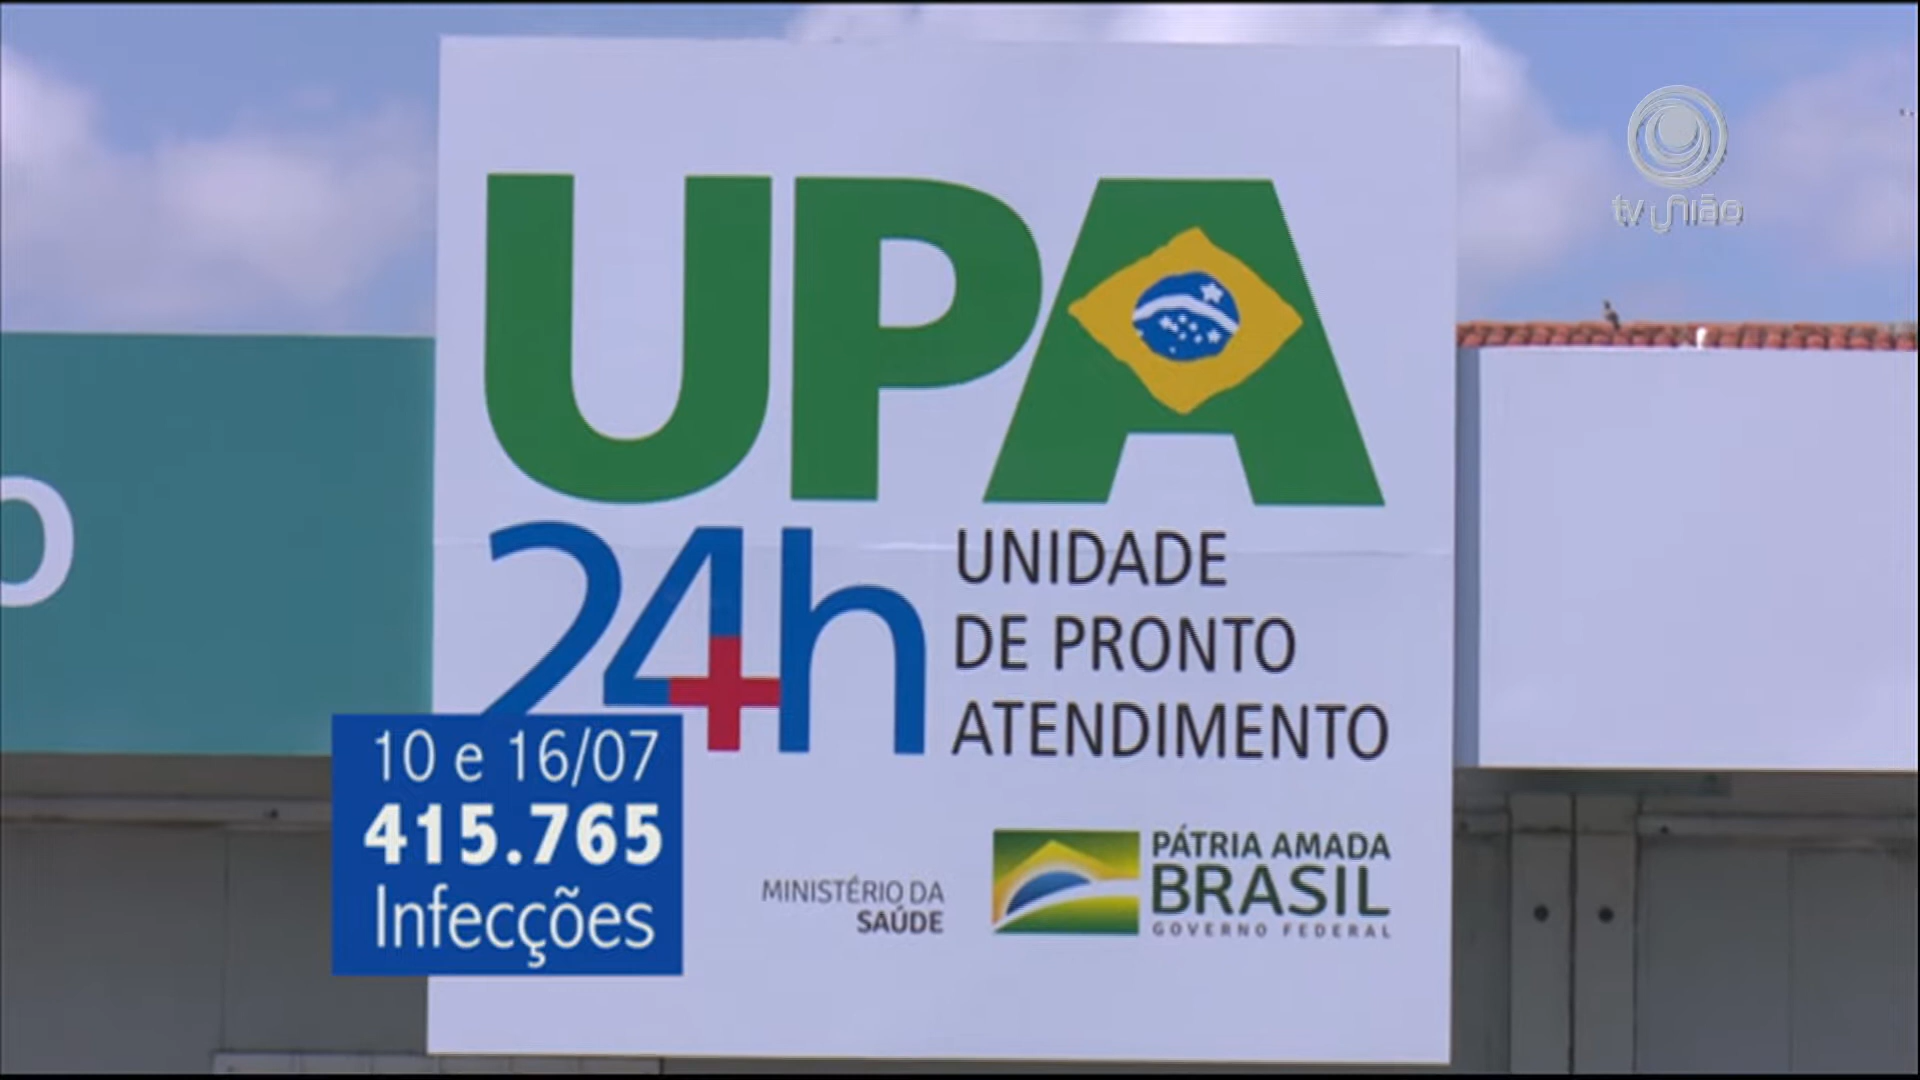 tv União
UPA
24h
UNIDADE
DE PRONTO
ATENDIMENTO
10 e 16/07
415.765
Infecções
MINISTÉRIO DA
SAÚDE
PÁTRIA AMADA
BRASIL
GOVERNO FEDERAL
o